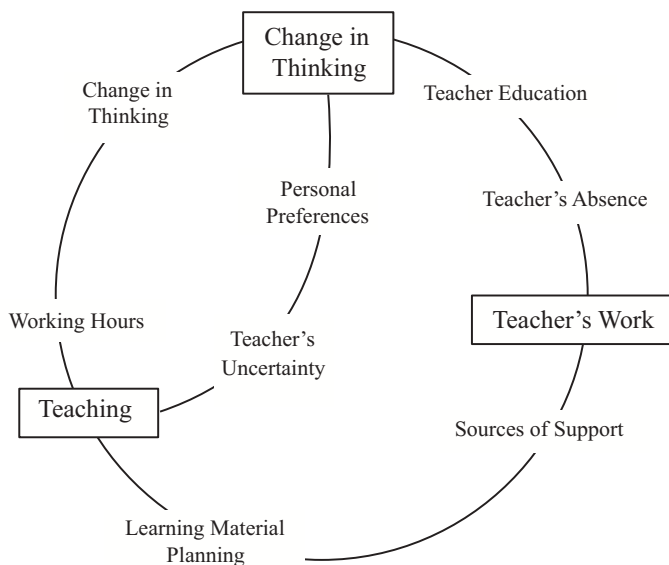 Change in
Thinking
Change in
Thinking
Teacher Education
Personal
Preferences
Teacher’s Absence
Working Hours
Teacher’s
Uncertainty
Teacher’s Work
Teaching
Sources of Support
Learning Material
Planning